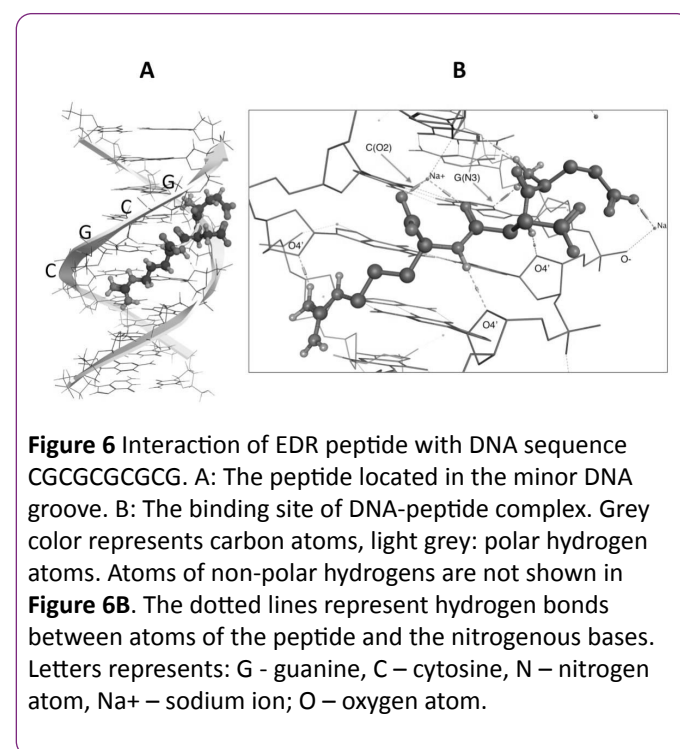 A
B
G
C
G
C
C(O2)
Na+
G(N3)
Na
O4'
O4'
O-
O4'
Figure 6 Interaction of EDR peptide with DNA sequence
CGCGCGCGCG. A: The peptide located in the minor DNA
groove. B: The binding site of DNA-peptide complex. Grey
color represents carbon atoms, light grey: polar hydrogen
atoms. Atoms of non-polar hydrogens are not shown in
Figure 6B. The dotted lines represent hydrogen bonds
between atoms of the peptide and the nitrogenous bases.
Letters represents: G - guanine, C – cytosine, N – nitrogen
atom, Na+ – sodium ion; O – oxygen atom.